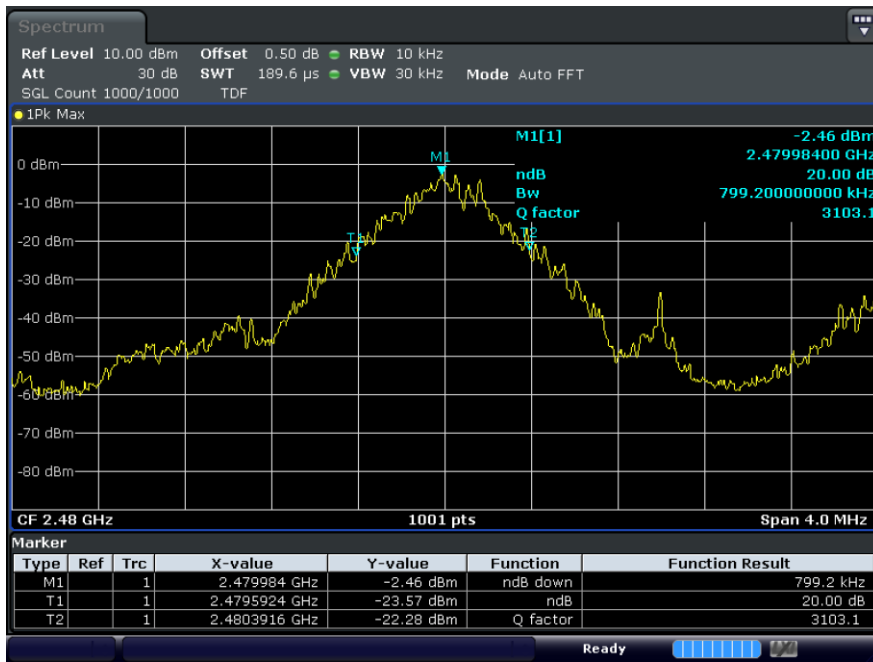 Spectrum
Ref Level 10.00 dBm Offset 0.50 dB RBW 10 kHz
Att 30 dB SWT 189.6 µs VBW 30 kHz Mode Auto FFT
SGL Count 1000/1000 TDF
1Pk Max
M1[1] -2.46 dBm
2.47998400 GHz
ndB 20.00 dB
Bw 799.200000000 kHz
Q factor 3103.1
M1
T1
T2
0 dBm
-10 dBm
-20 dBm
-30 dBm
-40 dBm
-50 dBm
-60 dBm
-70 dBm
-80 dBm
CF 2.48 GHz 1001 pts Span 4.0 MHz
Marker
Type Ref Trc X-value Y-value Function Function Result
M1 1 2.479984 GHz -2.46 dBm ndB down 799.2 kHz
T1 1 2.4795924 GHz -23.57 dBm ndB 20.00 dB
T2 1 2.4803916 GHz -22.28 dBm Q factor 3103.1
Ready